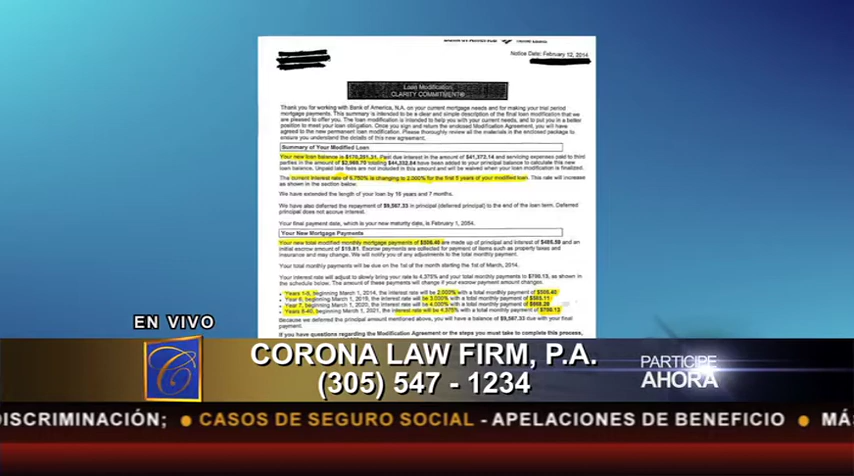 Notice Date: February 12, 2014
Loan Modification
CLARITY COMMITMENT®
Thank you for working with Bank of America, N.A. on your current mortgage needs and for making your trial period
mortgage payments. This summary is intended to be a clear and simple description of the final loan modification that we
are pleased to offer you. The loan modification is intended to help you with your current needs, and to put you in a better
position to meet your loan obligation. Once you sign and return the enclosed Modification Agreement, you will have
agreed to the new permanent loan modification. Please thoroughly review all the materials in the enclosed package to
ensure you understand the details of this new agreement.
Summary of Your Modified Loan
Your new loan balance is $170,281.31. Past due interest in the amount of $41,372.14 and servicing expenses paid to third
parties in the amount of $2,969.70 totaling have been added to your principal balance to calculate this new
loan balance. Unpaid late fees are not included in this amount and will be waived when your loan modification is finalized.
The current interest rate of 6.750% is changing to 2.000% for the first 5 years of your modified loan. This rate will increase
as shown in the section below.
We have extended the length of your loan by 16 years and 7 months.
We have also deferred the repayment of $9,567.33 in principal (deferred principal) to the end of the loan term. Deferred
principal does not accrue interest.
Your final payment date, which is your new maturity date, is February 1, 2054.
Your New Mortgage Payments
Your new total modified monthly mortgage payments of $506.40 are made up of principal and interest of and an
initial escrow amount of Escrow payments are collected for payment of items such as property taxes and
insurance and may change. We will notify you of any adjustments to the total monthly payment.
Your total monthly payments will be due on the 1st of the month starting the 1st of March, 2014.
Your interest rate will adjust to slowly bring your rate to 4.375% and your total monthly payments to $706.13, as shown in
the schedule below. The amount of these payments will change if your escrow payment amount changes.
Years 1-5, beginning March 1, 2014, the interest rate will be 2.000% with a total monthly payment of $506.40
Year 6, beginning March 1, 2019, the interest rate will be 3.000% with a total monthly payment of
Year 7, beginning March 1, 2020, the interest rate will be 4.000% with a total monthly payment of
Years 8-40, beginning March 1, 2021, the interest rate will be 4.375% with a total monthly payment of $706.13
Because we deferred the principal amount mentioned above, you will have a balance of $9,567.33 due with your final
payment.
If you have questions regarding the Modification Agreement or the steps you must take to complete this process,
EN VIVO
CORONA LAW FIRM, P.A.
(305) 547 - 1234
PARTICIPE
AHORA
DISCRIMINACIÓN; ● CASOS DE SEGURO SOCIAL - APELACIONES DE BENEFICIO ● MÁS